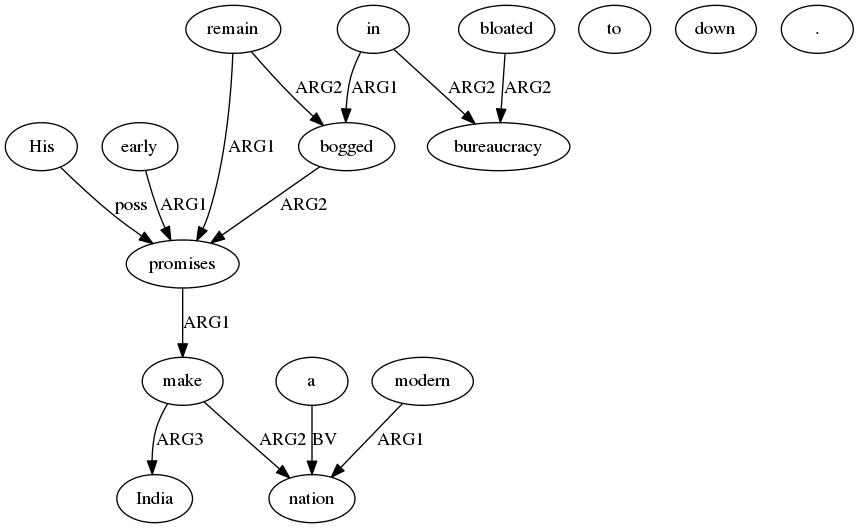 remain in bloated to down .
ARG2 ARG1 ARG2 ARG2
His early ARG1 bogged bureaucracy
poss ARG1 ARG2
promises
ARG1
make a modern
ARG3 ARG2 BV ARG1
India nation